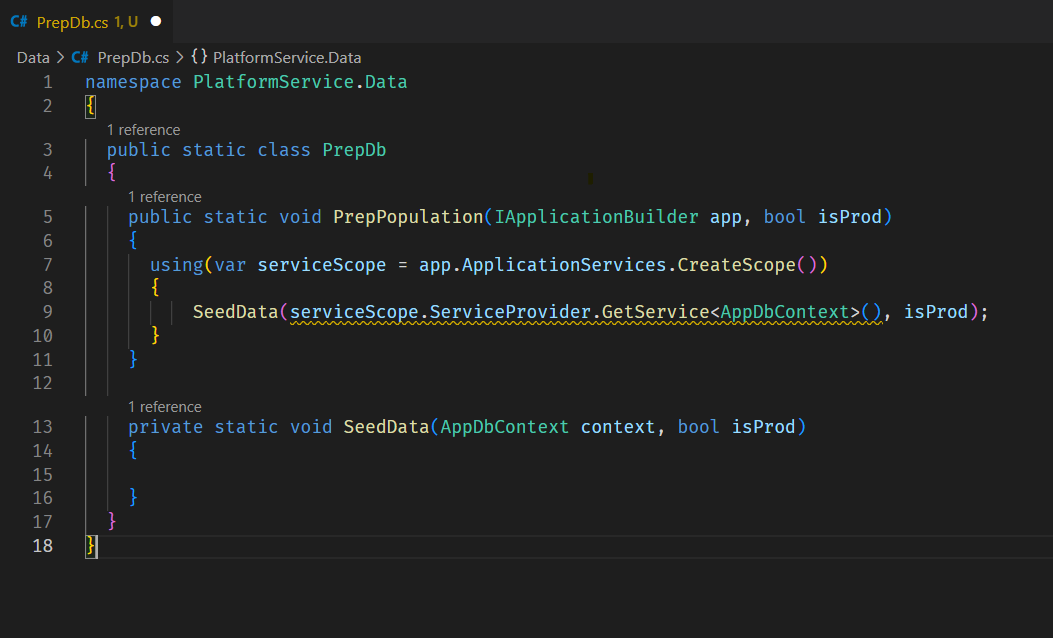 C# PrepDb.cs 1, U
Data > C# PrepDb.cs > {} PlatformService.Data
1 namespace PlatformService.Data
2 {
1 reference
3 public static class PrepDb
4 {
1 reference
5 public static void PrepPopulation(IApplicationBuilder app, bool isProd)
6 {
7 using(var serviceScope = app.ApplicationServices.CreateScope())
8 {
9 SeedData(serviceScope.ServiceProvider.GetService<AppDbContext>(), isProd);
10 }
11 }
12
1 reference
13 private static void SeedData(AppDbContext context, bool isProd)
14 {
15
16 }
17 }
18 }